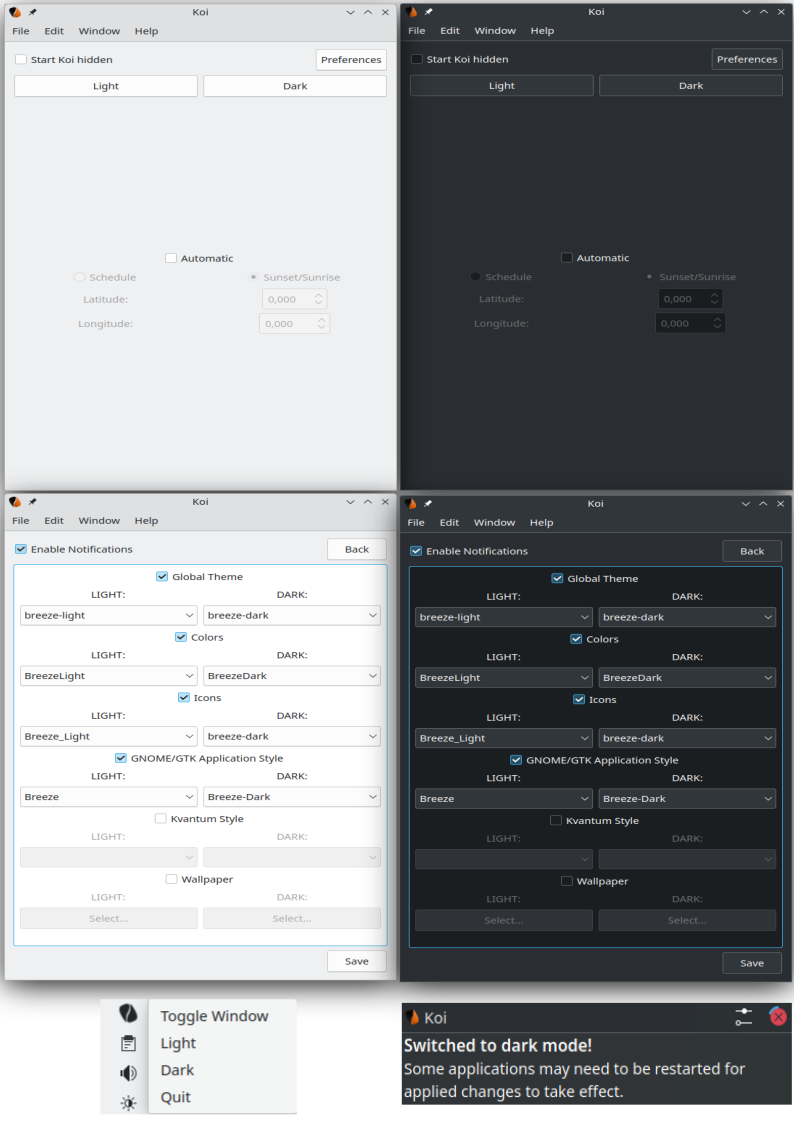 Koi
File Edit Window Help
Start Koi hidden
Preferences
Light Dark
Automatic
Schedule Sunset/Sunrise
Latitude: 0,000
Longitude: 0,000
Koi
File Edit Window Help
Start Koi hidden
Preferences
Light Dark
Automatic
Schedule Sunset/Sunrise
Latitude: 0,000
Longitude: 0,000
Koi
File Edit Window Help
Enable Notifications
Back
Global Theme
LIGHT: DARK:
breeze-light breeze-dark
Colors
LIGHT: DARK:
BreezeLight BreezeDark
Icons
LIGHT: DARK:
Breeze_Light breeze-dark
GNOME/GTK Application Style
LIGHT: DARK:
Breeze Breeze-Dark
Kvantum Style
LIGHT: DARK:
Wallpaper
LIGHT: DARK:
Select... Select...
Save
Koi
File Edit Window Help
Enable Notifications
Back
Global Theme
LIGHT: DARK:
breeze-light breeze-dark
Colors
LIGHT: DARK:
BreezeLight BreezeDark
Icons
LIGHT: DARK:
Breeze_Light breeze-dark
GNOME/GTK Application Style
LIGHT: DARK:
Breeze Breeze-Dark
Kvantum Style
LIGHT: DARK:
Wallpaper
LIGHT: DARK:
Select... Select...
Save
Toggle Window
Light
Dark
Quit
Koi
Switched to dark mode!
Some applications may need to be restarted for
applied changes to take effect.